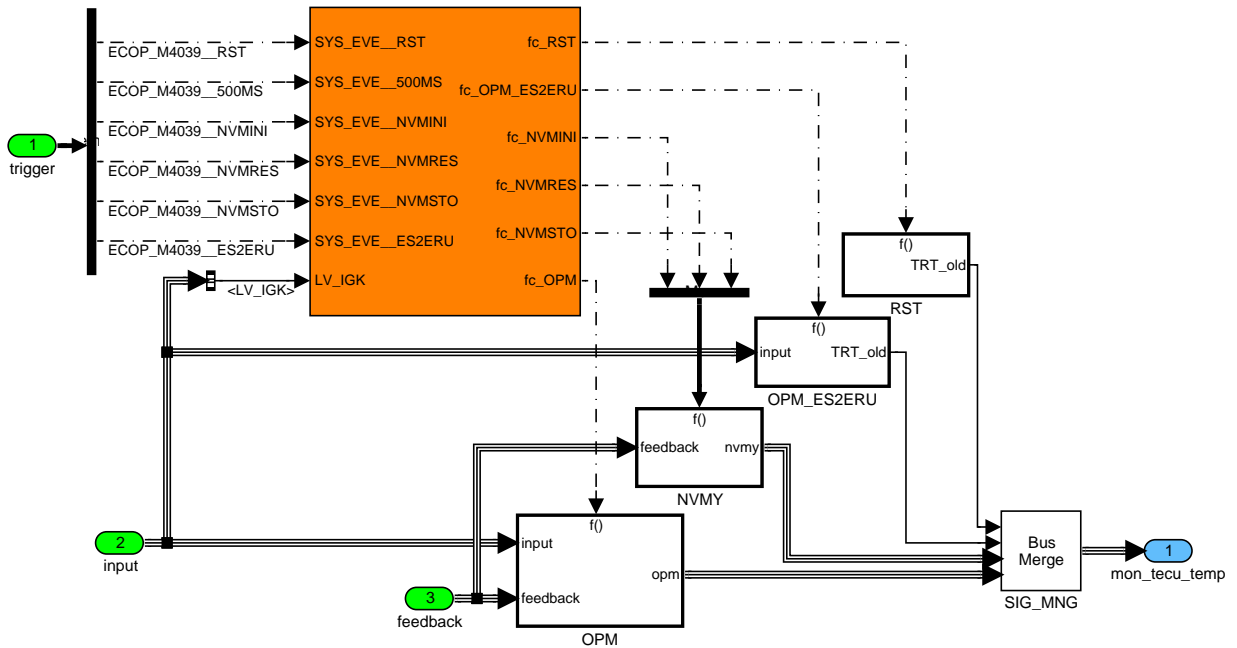 ECOP_M4039__RST
ECOP_M4039__500MS
ECOP_M4039__NVMINI
ECOP_M4039__NVMRES
ECOP_M4039__NVMSTO
ECOP_M4039__ES2ERU
<LV_IGK>
SYS_EVE__RST
SYS_EVE__500MS
SYS_EVE__NVMINI
SYS_EVE__NVMRES
SYS_EVE__NVMSTO
SYS_EVE__ES2ERU
LV_IGK
fc_RST
fc_OPM_ES2ERU
fc_NVMINI
fc_NVMRES
fc_NVMSTO
fc_OPM
1
trigger
f()
TRT_old
RST
f()
input
TRT_old
OPM_ES2ERU
f()
feedback
nvmy
NVMY
2
input
3
feedback
f()
input
feedback
opm
OPM
Bus
Merge
SIG_MNG
1
mon_tecu_temp